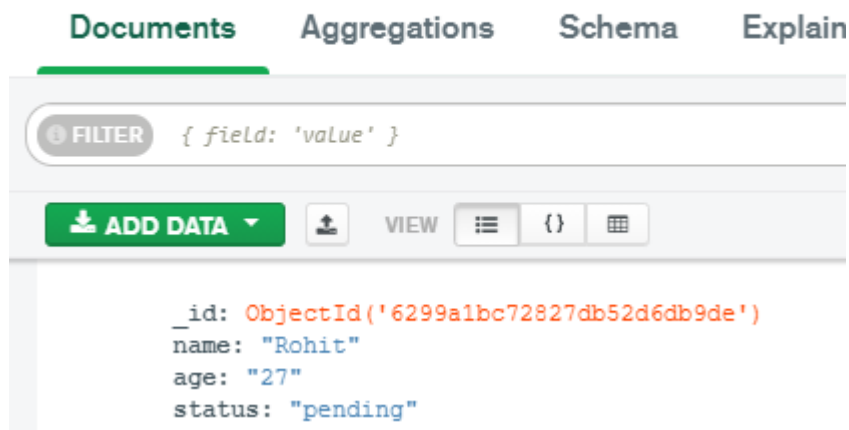 Documents Aggregations Schema Explain
FILTER { field: 'value' }
ADD DATA VIEW {}
_id: ObjectId('6299a1bc72827db52d6db9de')
name: "Rohit"
age: "27"
status: "pending"